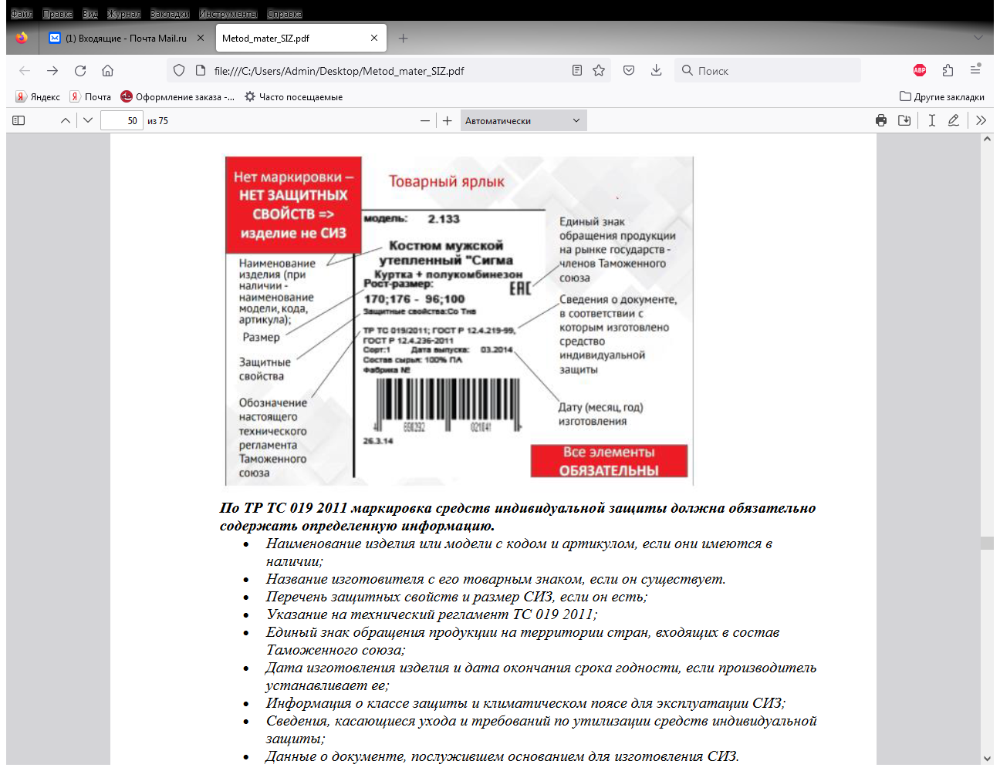 Файл Правка Вид Журнал Закладки Инструменты Справка
(1) Входящие - Почта Mail.ru
Metod_mater_SIZ.pdf
file:///C:/Users/Admin/Desktop/Metod_mater_SIZ.pdf
Поиск
ABP
Яндекс
Почта
Оформление заказа -...
Часто посещаемые
Другие закладки
50 из 75
Автоматически
Нет маркировки –
НЕТ ЗАЩИТНЫХ
СВОЙСТВ =>
изделие не СИЗ
Товарный ярлык
Наименование
изделия (при
наличии -
наименование
модели, кода,
артикула);
Размер
Защитные
свойства
Обозначение
настоящего
технического
регламента
Таможенного
союза
модель: 2.133
Костюм мужской
утепленный "Сигма
Куртка + полукомбинезон
Рост-размер:
ЕАС
170;176 - 96;100
Защитные свойства:Со Тнв
ТР ТС 019/2011; ГОСТ Р 12.4.219-99,
ГОСТ Р 12.4.236-2011
Сорт:1 Дата выпуска: 03.2014
Состав сырья: 100% ПА
Фабрика №
26.3.14
Единый знак
обращения продукции
на рынке государств -
членов Таможенного
союза
Сведения о документе,
в соответствии с
которым изготовлено
средство
индивидуальной
защиты
Дату (месяц, год)
изготовления
Все элементы
ОБЯЗАТЕЛЬНЫ
По ТР ТС 019 2011 маркировка средств индивидуальной защиты должна обязательно
содержать определенную информацию.
• Наименование изделия или модели с кодом и артикулом, если они имеются в
наличии;
• Название изготовителя с его товарным знаком, если он существует.
• Перечень защитных свойств и размер СИЗ, если он есть;
• Указание на технический регламент ТС 019 2011;
• Единый знак обращения продукции на территории стран, входящих в состав
Таможенного союза;
• Дата изготовления изделия и дата окончания срока годности, если производитель
устанавливает ее;
• Информация о классе защиты и климатическом поясе для эксплуатации СИЗ;
• Сведения, касающиеся ухода и требований по утилизации средств индивидуальной
защиты;
• Данные о документе, послужившем основанием для изготовления СИЗ.